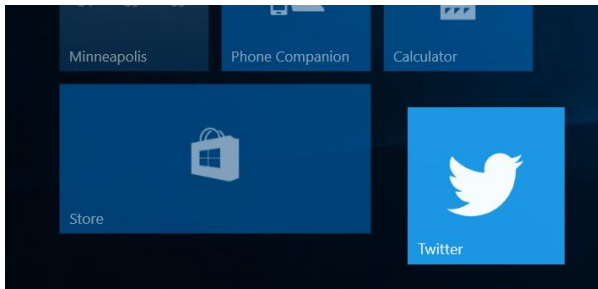 Minneapolis
Phone Companion
Calculator
Store
Twitter